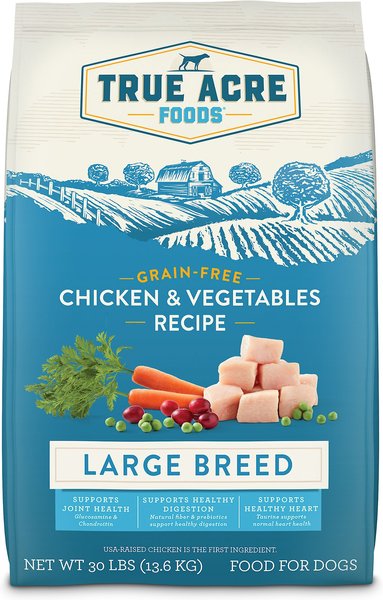 TRUE ACRE
FOODS®
GRAIN-FREE
CHICKEN & VEGETABLES
RECIPE
LARGE BREED
SUPPORTS
JOINT HEALTH
Glucosamine &
Chondroitin
SUPPORTS HEALTHY
DIGESTION
Natural fiber & prebiotics
support healthy digestion
SUPPORTS
HEALTHY HEART
Taurine supports
normal heart health
USA-RAISED CHICKEN IS THE FIRST INGREDIENT.
NET WT 30 LBS (13.6 KG) FOOD FOR DOGS